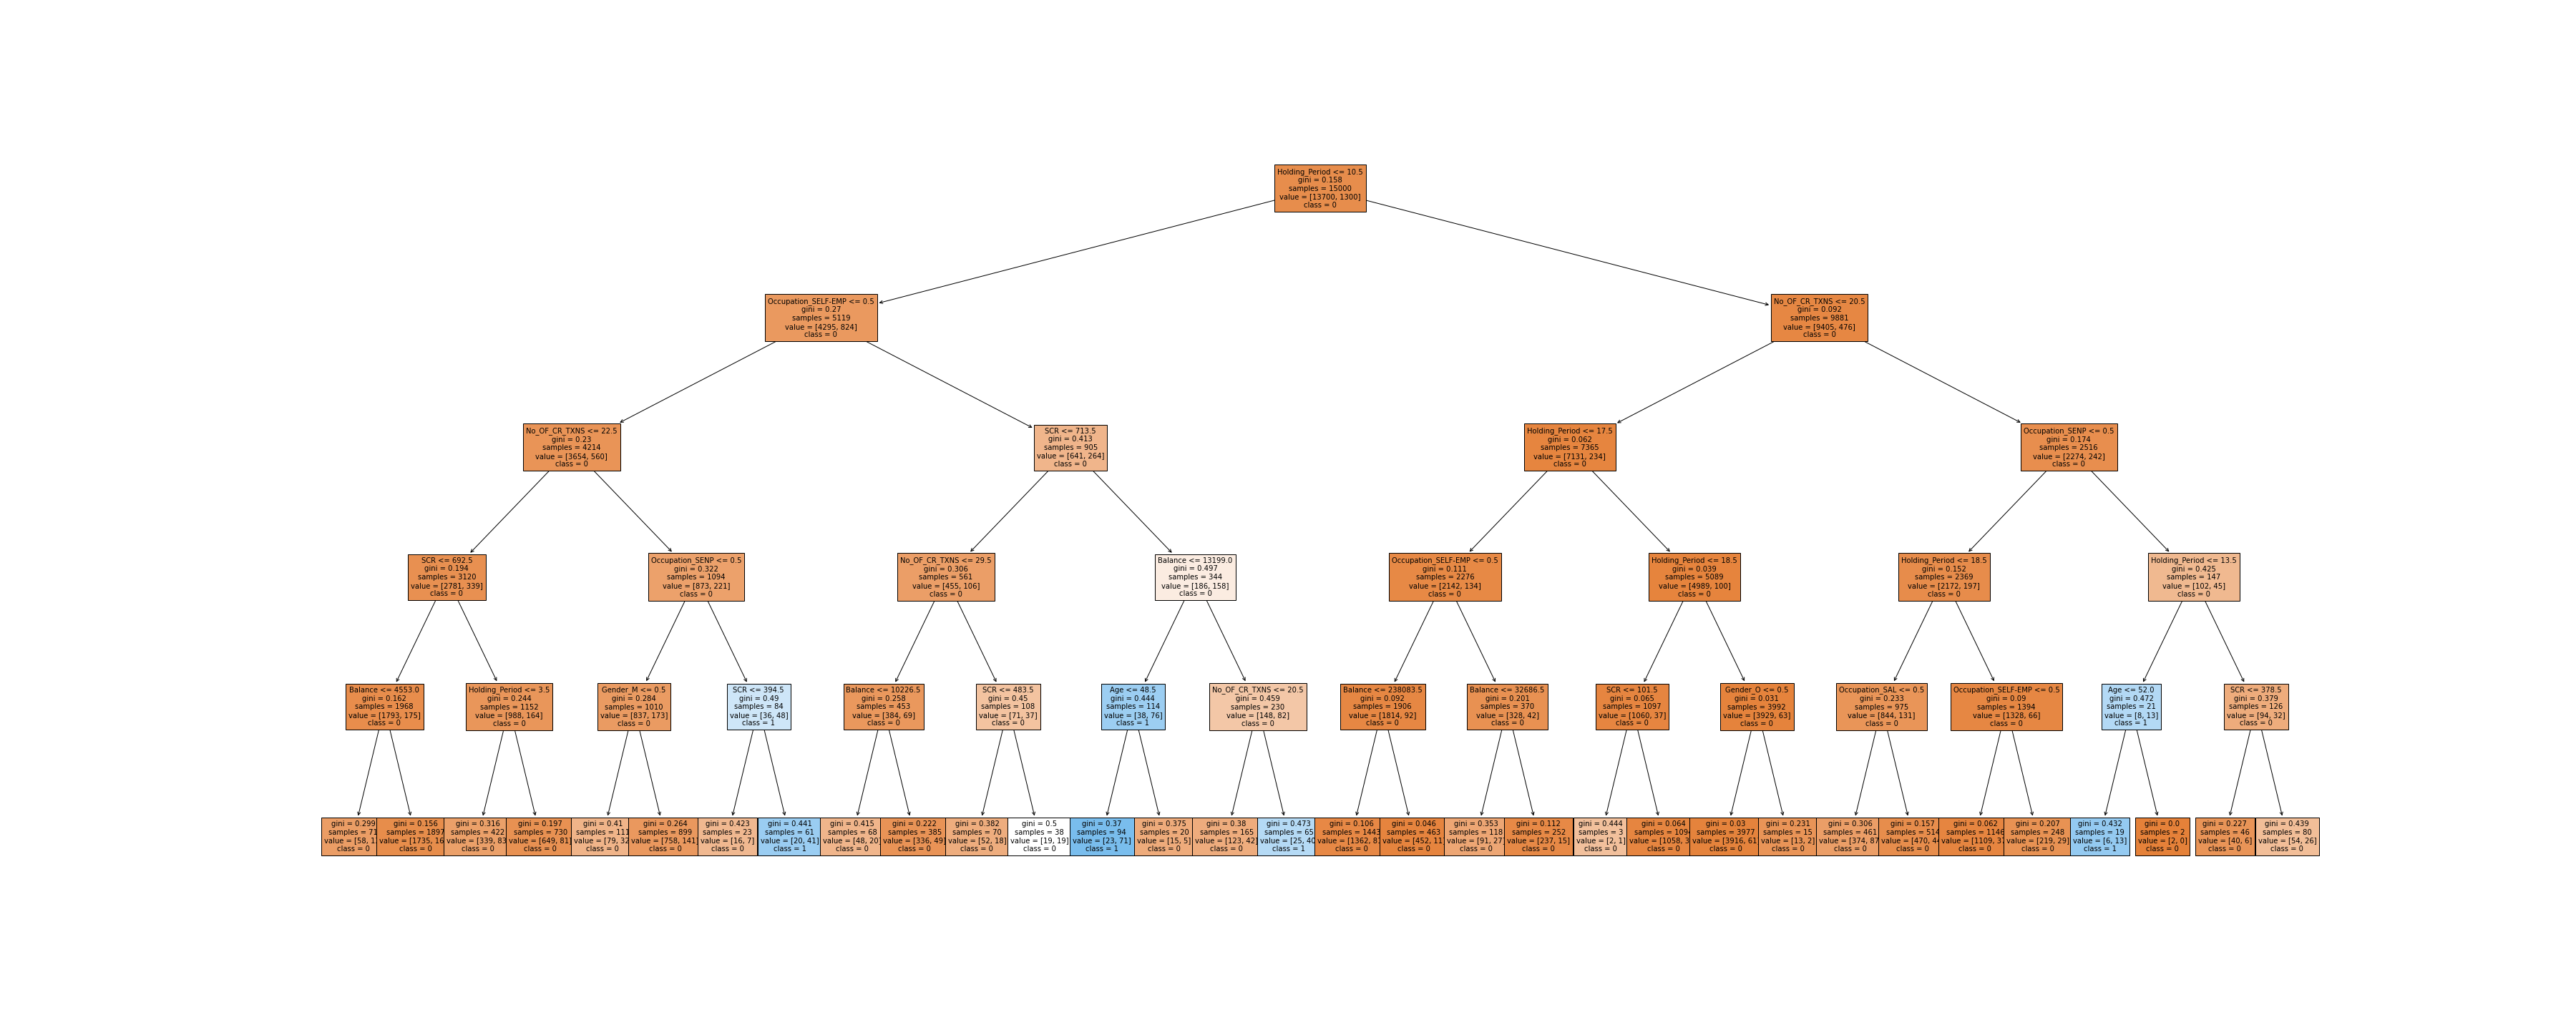 Holding_Period <= 10.5
gini = 0.158
samples = 15000
value = [13700, 1300]
class = 0
Occupation_SELF-EMP <= 0.5
gini = 0.27
samples = 5119
value = [4295, 824]
class = 0
No_OF_CR_TXNS <= 20.5
gini = 0.092
samples = 9881
value = [9405, 476]
class = 0
No_OF_CR_TXNS <= 22.5
gini = 0.23
samples = 4214
value = [3654, 560]
class = 0
SCR <= 713.5
gini = 0.413
samples = 905
value = [641, 264]
class = 0
Holding_Period <= 17.5
gini = 0.062
samples = 7365
value = [7131, 234]
class = 0
Occupation_SENP <= 0.5
gini = 0.174
samples = 2516
value = [2274, 242]
class = 0
SCR <= 692.5
gini = 0.194
samples = 3120
value = [2781, 339]
class = 0
Occupation_SENP <= 0.5
gini = 0.322
samples = 1094
value = [873, 221]
class = 0
No_OF_CR_TXNS <= 29.5
gini = 0.306
samples = 561
value = [455, 106]
class = 0
Balance <= 13199.0
gini = 0.497
samples = 344
value = [186, 158]
class = 0
Occupation_SELF-EMP <= 0.5
gini = 0.111
samples = 2276
value = [2142, 134]
class = 0
Holding_Period <= 18.5
gini = 0.039
samples = 5089
value = [4989, 100]
class = 0
Holding_Period <= 18.5
gini = 0.152
samples = 2369
value = [2172, 197]
class = 0
Holding_Period <= 13.5
gini = 0.425
samples = 147
value = [102, 45]
class = 0
Balance <= 4553.0
gini = 0.162
samples = 1968
value = [1793, 175]
class = 0
Holding_Period <= 3.5
gini = 0.244
samples = 1152
value = [988, 164]
class = 0
Gender_M <= 0.5
gini = 0.284
samples = 1010
value = [837, 173]
class = 0
SCR <= 394.5
gini = 0.49
samples = 84
value = [36, 48]
class = 1
Balance <= 10226.5
gini = 0.258
samples = 453
value = [384, 69]
class = 0
SCR <= 483.5
gini = 0.45
samples = 108
value = [71, 37]
class = 0
Age <= 48.5
gini = 0.444
samples = 114
value = [38, 76]
class = 1
No_OF_CR_TXNS <= 20.5
gini = 0.459
samples = 230
value = [148, 82]
class = 0
Balance <= 238083.5
gini = 0.092
samples = 1906
value = [1814, 92]
class = 0
Balance <= 32686.5
gini = 0.201
samples = 370
value = [328, 42]
class = 0
SCR <= 101.5
gini = 0.065
samples = 1097
value = [1060, 37]
class = 0
Gender_O <= 0.5
gini = 0.031
samples = 3992
value = [3929, 63]
class = 0
Occupation_SAL <= 0.5
gini = 0.233
samples = 975
value = [844, 131]
class = 0
Occupation_SELF-EMP <= 0.5
gini = 0.09
samples = 1394
value = [1328, 66]
class = 0
Age <= 52.0
gini = 0.472
samples = 21
value = [8, 13]
class = 1
SCR <= 378.5
gini = 0.379
samples = 126
value = [94, 32]
class = 0
gini = 0.299
samples = 71
value = [58,
class = 0
gini = 0.156
samples = 1897
value = [1735,
class = 0
gini = 0.316
samples = 422
value = [339, 83
class = 0
gini = 0.197
samples = 730
value = [649, 81]
class = 0
gini = 0.41
samples = 111
value = [79, 32
class = 0
gini = 0.264
samples = 899
value = [758, 141]
class = 0
gini = 0.423
samples = 23
value = [16, 7]
class = 0
gini = 0.441
samples = 61
value = [20, 41]
class = 1
gini = 0.415
samples = 68
value = [48, 20]
class = 0
gini = 0.222
samples = 385
value = [336, 49]
class = 0
gini = 0.382
samples = 70
value = [52, 18]
class = 0
gini = 0.5
samples = 38
value = [19, 19]
class = 0
gini = 0.37
samples = 94
value = [23, 71]
class = 1
gini = 0.375
samples = 20
value = [15, 5]
class = 0
gini = 0.38
samples = 165
value = [123, 42]
class = 0
gini = 0.473
samples = 65
value = [25, 40
class = 1
gini = 0.106
samples = 1443
value = [1362,
class = 0
gini = 0.046
samples = 463
value = [452, 11
class = 0
gini = 0.353
samples = 118
value = [91, 27
class = 0
gini = 0.112
samples = 252
value = [237, 15]
class = 0
gini = 0.444
samples = 3
value = [2, 1]
class = 0
gini = 0.064
samples =
value = [1058,
class = 0
gini = 0.03
samples = 3977
value = [3916, 61
class = 0
gini = 0.231
samples = 15
value = [13, 2]
class = 0
gini = 0.306
samples = 461
value = [374, 87
class = 0
gini = 0.157
samples = 514
value = [470,
class = 0
gini = 0.062
samples = 1146
value = [1109,
class = 0
gini = 0.207
samples = 248
value = [219, 29]
class = 0
gini = 0.432
samples = 19
value = [6, 13]
class = 1
gini = 0.0
samples = 2
value = [2, 0]
class = 0
gini = 0.227
samples = 46
value = [40, 6]
class = 0
gini = 0.439
samples = 80
value = [54, 26]
class = 0